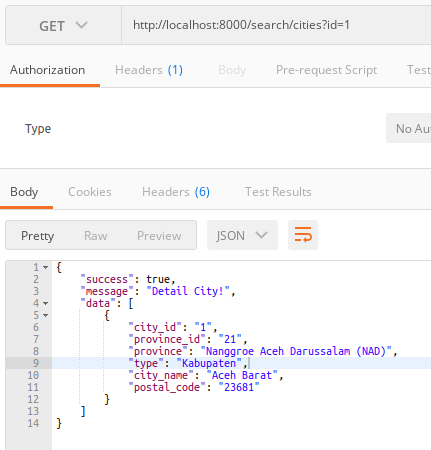 GET http://localhost:8000/search/cities?id=1
Authorization Headers (1) Body Pre-request Script Test
Type No Au
Body Cookies Headers (6) Test Results
Pretty Raw Preview JSON
1 {
2 "success": true,
3 "message": "Detail City!",
4 "data": [
5 {
6 "city_id": "1",
7 "province_id": "21",
8 "province": "Nanggroe Aceh Darussalam (NAD)",
9 "type": "Kabupaten",
10 "city_name": "Aceh Barat",
11 "postal_code": "23681"
12 }
13 ]
14 }